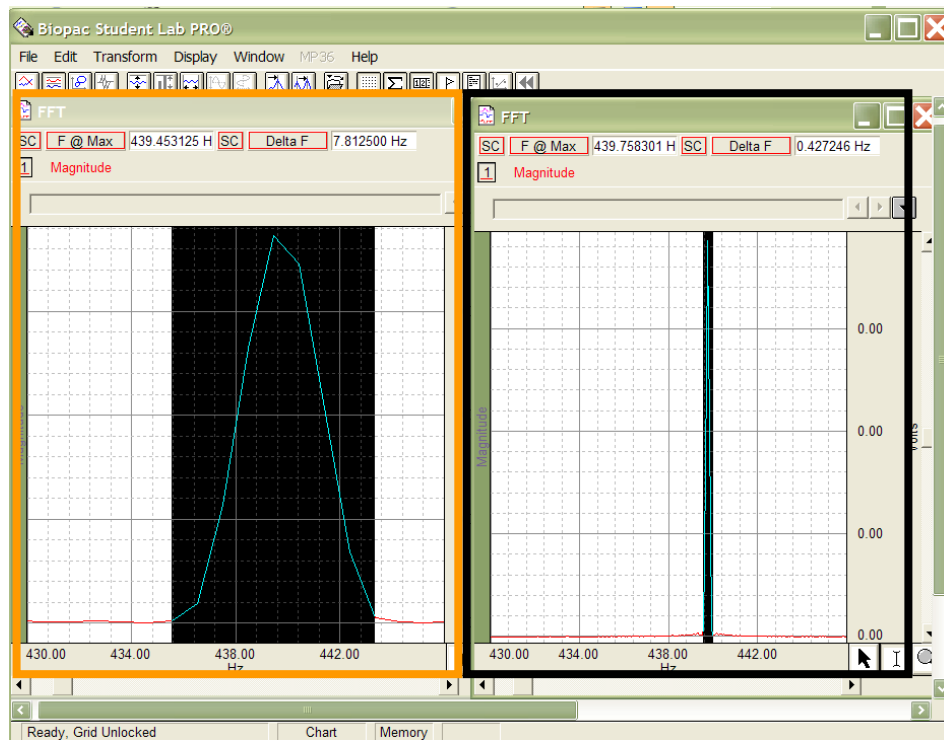 Biopac Student Lab PRO®
File Edit Transform Display Window MP36 Help
FFT
SC F @ Max 439.453125 H SC Delta F 7.812500 Hz
1 Magnitude
Magnitude
430.00 434.00 438.00 442.00
Hz
FFT
SC F @ Max 439.758301 H SC Delta F 0.427246 Hz
1 Magnitude
Magnitude
0.00
0.00
0.00
0.00
430.00 434.00 438.00 442.00
Hz
Ready, Grid Unlocked Chart Memory